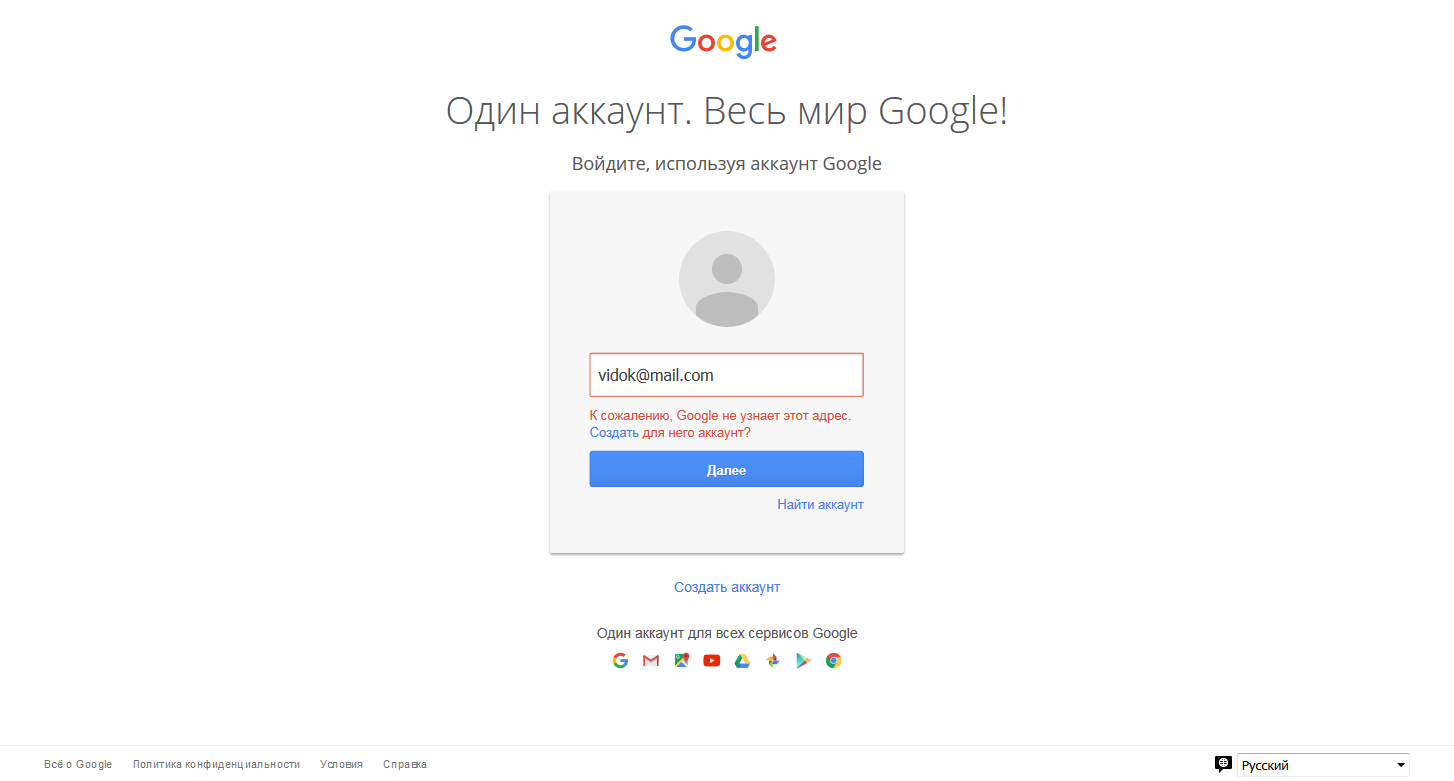 Google
Один аккаунт. Весь мир Google!
Войдите, используя аккаунт Google
vidok@mail.com
К сожалению, Google не узнает этот адрес.
Создать для него аккаунт?
Далее
Найти аккаунт
Создать аккаунт
Один аккаунт для всех сервисов Google
Всё о Google Политика конфиденциальности Условия Справка Русский